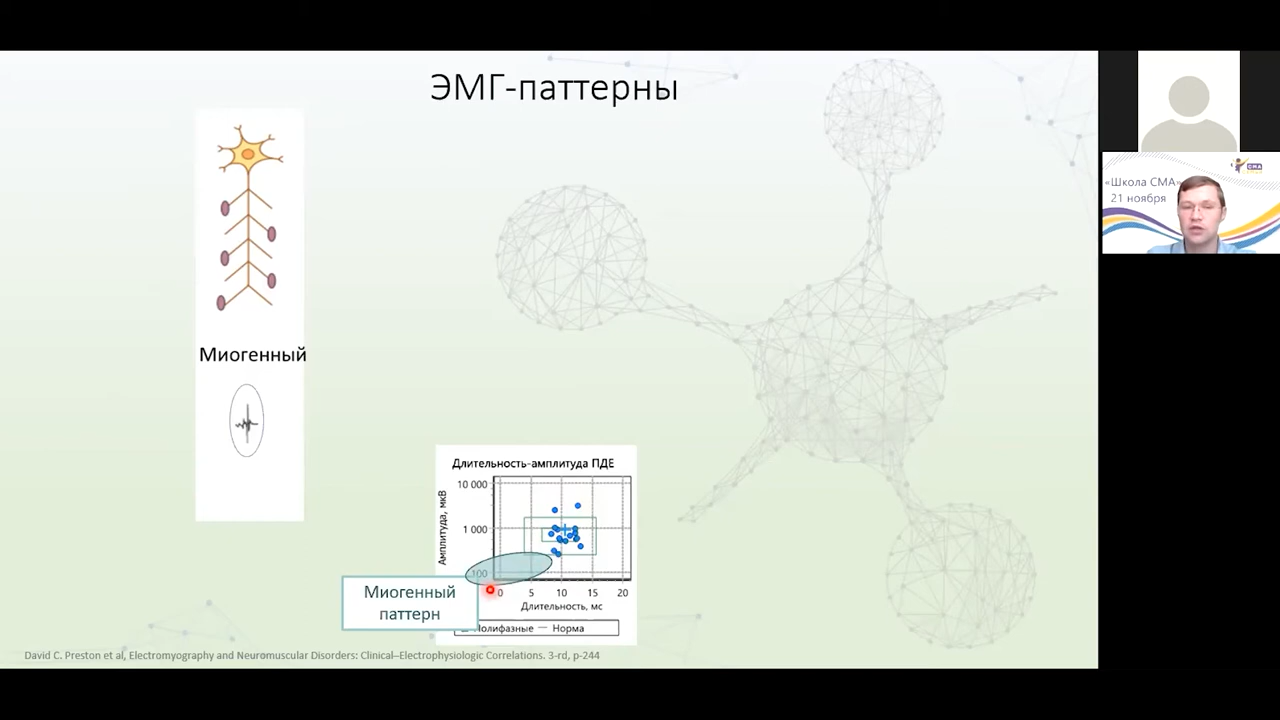 ЭМГ-паттерны
«Школа СМА»
21 ноября
СМА
Миогенный
Длительность-амплитуда ПДЕ
Амплитуда, мкВ
10 000
1 000
100
0 5 10 15 20
Длительность, мс
Полифазные — Норма
Миогенный
паттерн
David C. Preston et al, Electromyography and Neuromuscular Disorders: Clinical–Electrophysiologic Correlations. 3-rd, p-244